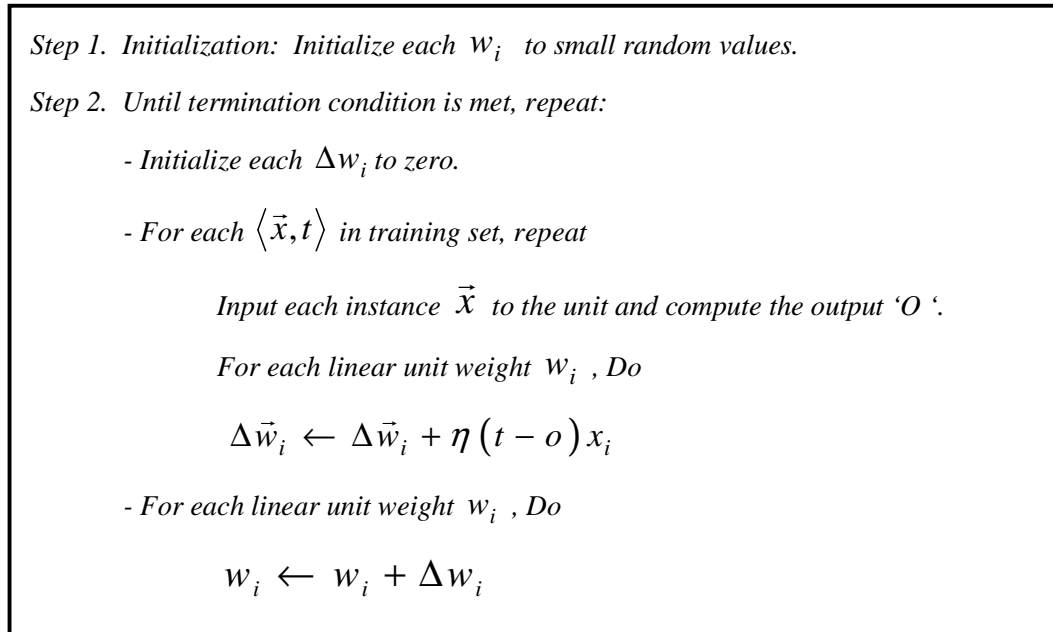 Step 1. Initialization: Initialize each w_i to small random values.
Step 2. Until termination condition is met, repeat:
- Initialize each Δw_i to zero.
- For each ⟨x⃗, t⟩ in training set, repeat
Input each instance x⃗ to the unit and compute the output ‘O ‘.
For each linear unit weight w_i , Do
Δw⃗_i ← Δw⃗_i + η (t − o) x_i
- For each linear unit weight w_i , Do
w_i ← w_i + Δw_i